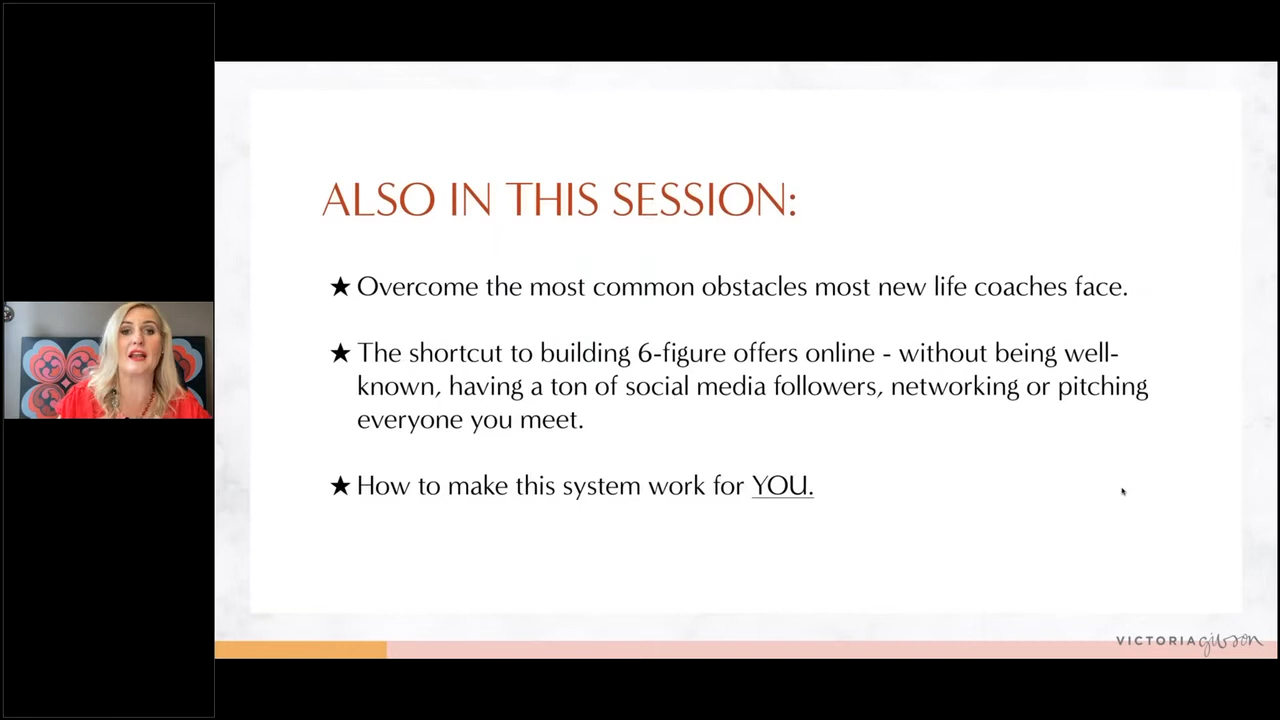 ALSO IN THIS SESSION:
★ Overcome the most common obstacles most new life coaches face.
★ The shortcut to building 6-figure offers online - without being well-
known, having a ton of social media followers, networking or pitching
everyone you meet.
★ How to make this system work for YOU.
VICTORIA gibson